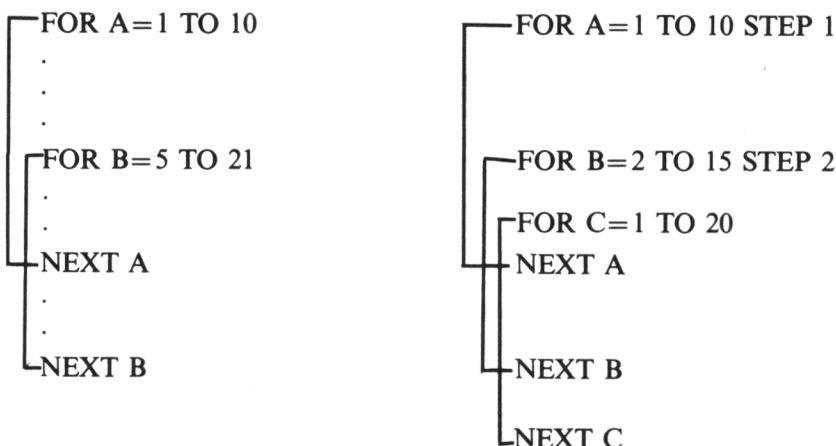 FOR A=1 TO 10
.
.
.
FOR B=5 TO 21
.
.
NEXT A
.
.
NEXT B
FOR A=1 TO 10 STEP 1
FOR B=2 TO 15 STEP 2
FOR C=1 TO 20
NEXT A
NEXT B
NEXT C